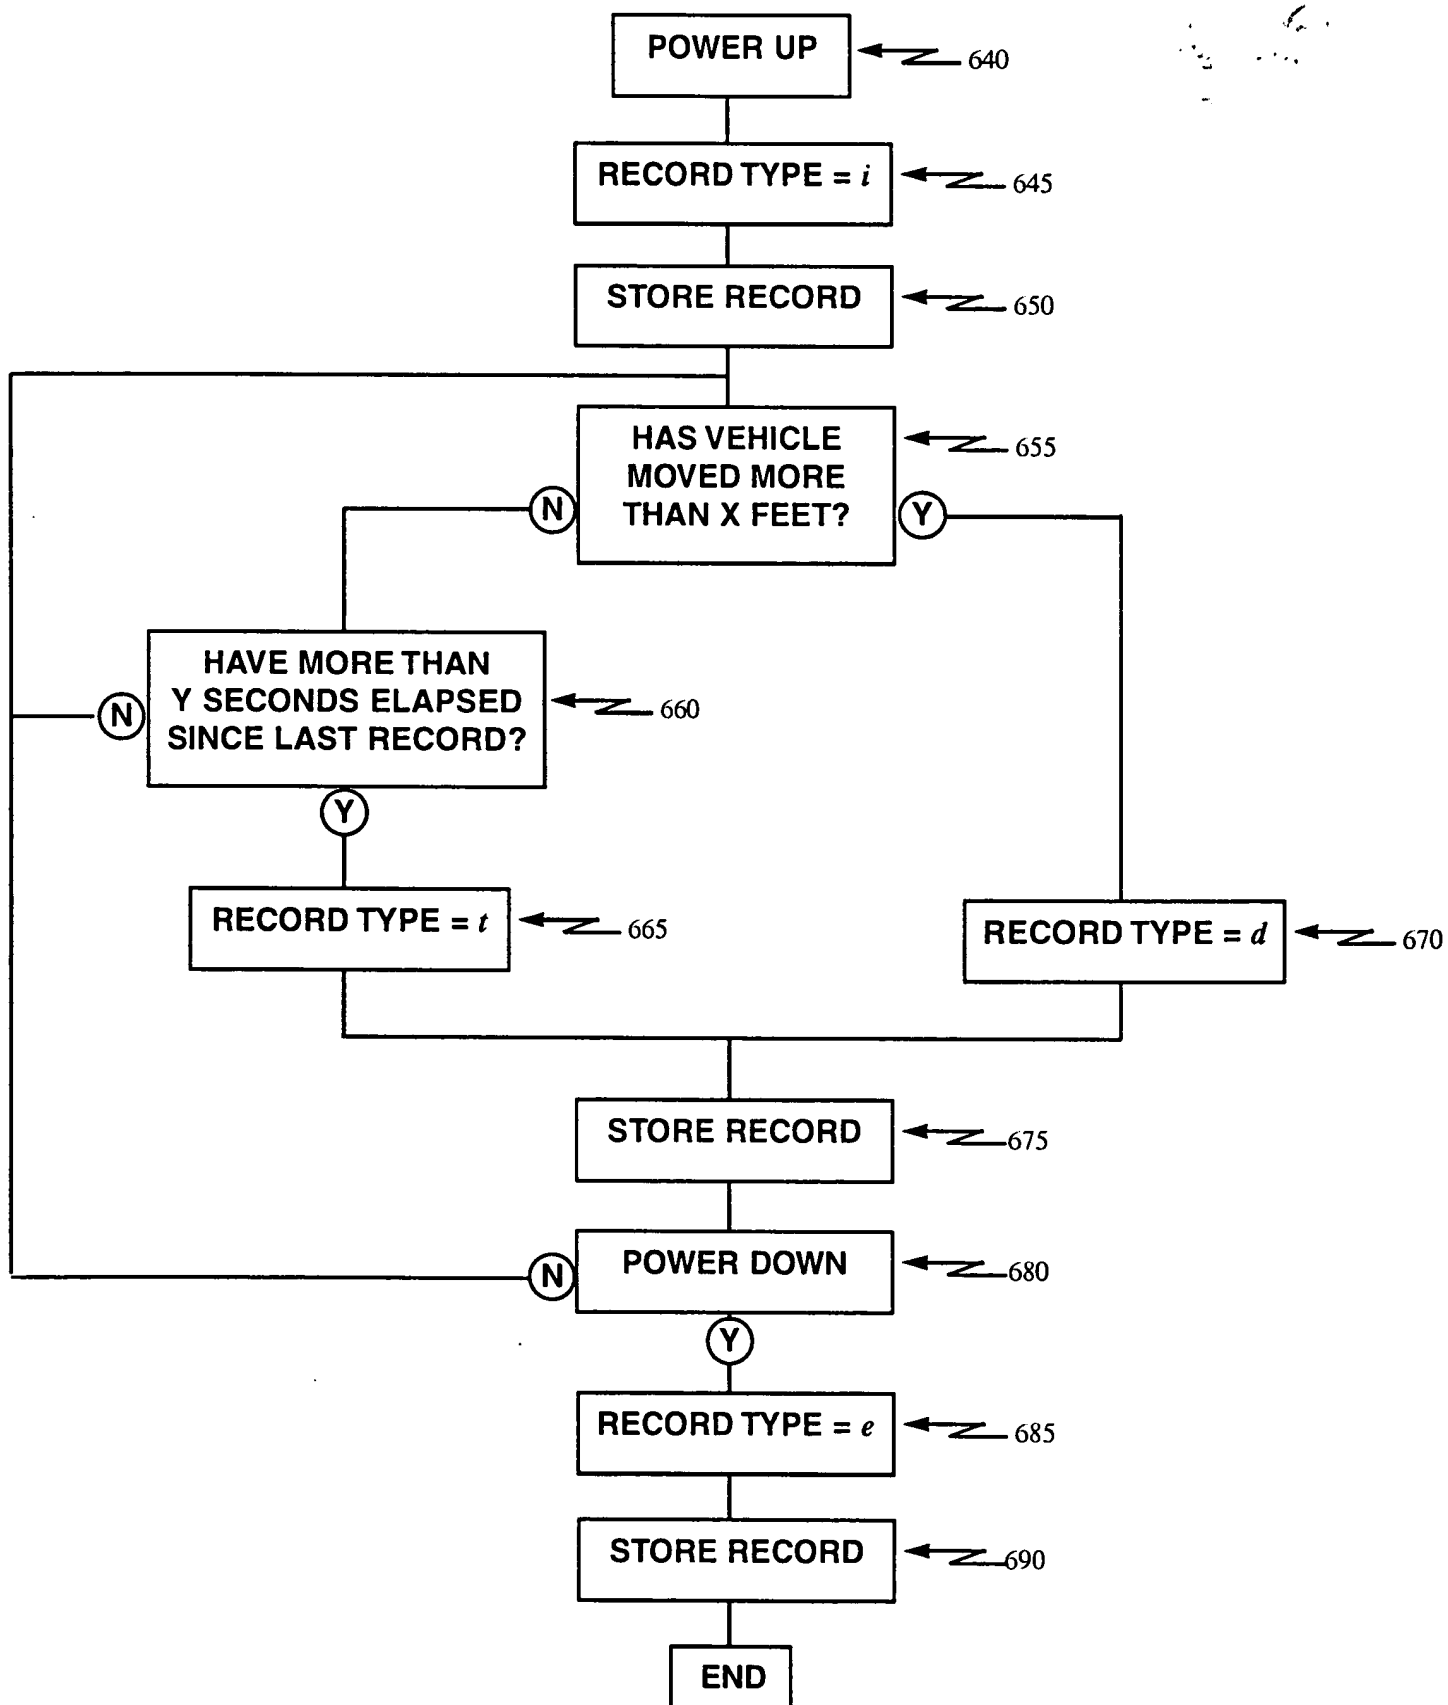 POWER UP
640
RECORD TYPE = i
645
STORE RECORD
650
HAS VEHICLE
MOVED MORE
THAN X FEET?
655
N
Y
HAVE MORE THAN
Y SECONDS ELAPSED
SINCE LAST RECORD?
660
N
Y
RECORD TYPE = t
665
RECORD TYPE = d
670
STORE RECORD
675
POWER DOWN
680
N
Y
RECORD TYPE = e
685
STORE RECORD
690
END